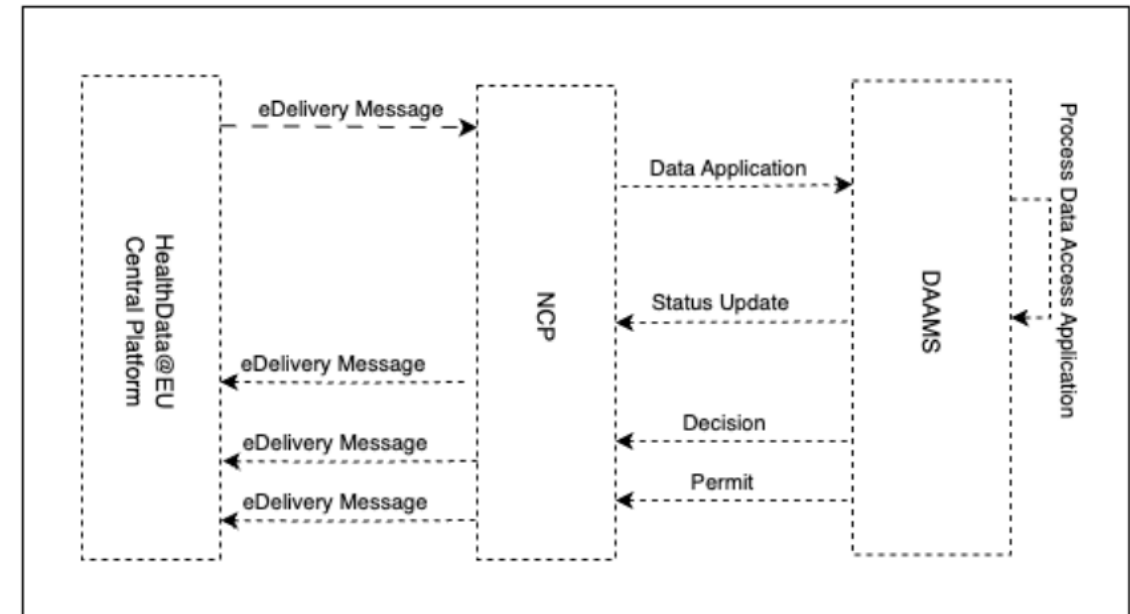 eDelivery Message
Data Application
Process Data Access Application
HealthData@EU
Central Platform
NCP
DAAMS
Status Update
eDelivery Message
Decision
eDelivery Message
Permit
eDelivery Message